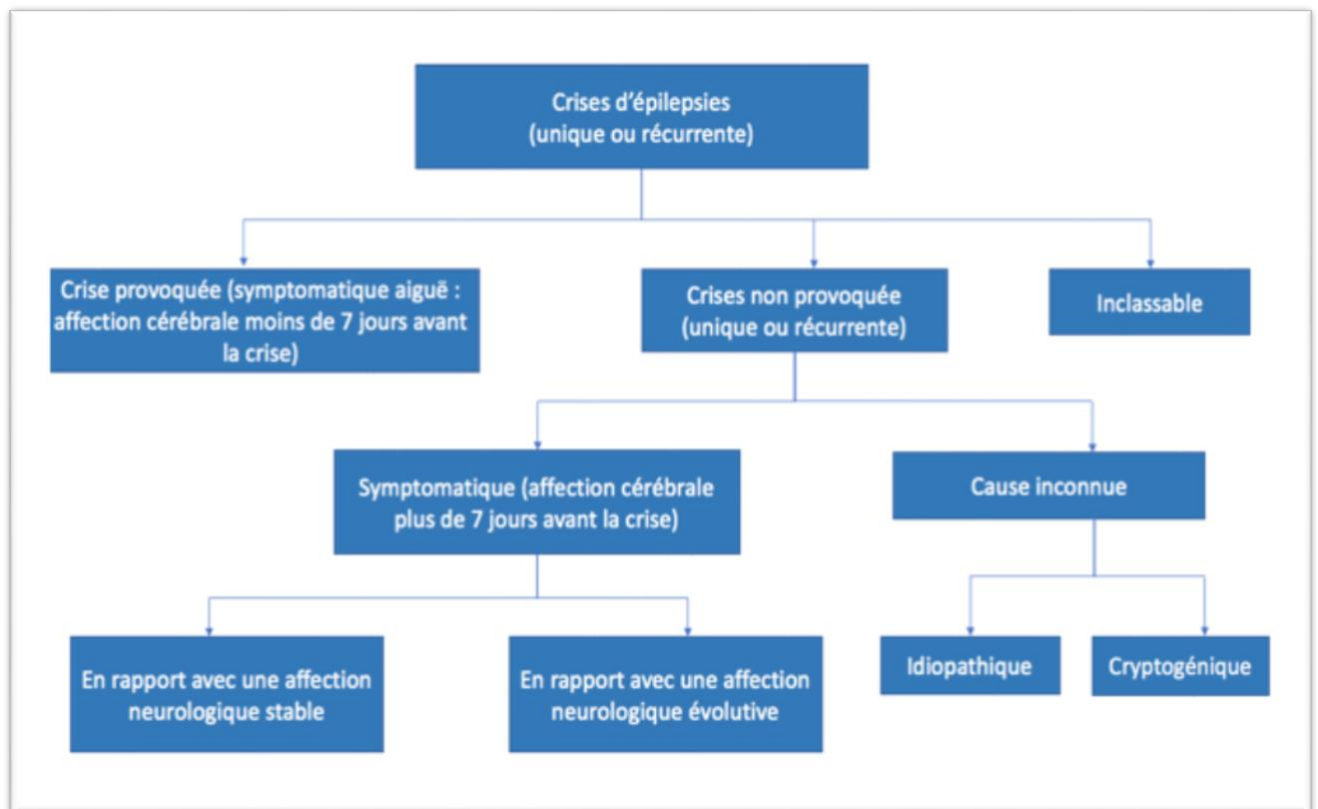 Crises d'épilepsies
(unique ou récurrente)
Crise provoquée (symptomatique aiguē :
affection cérébrale moins de 7 jours avant
la crise)
Crises non provoquée
(unique ou récurrente)
Inclassable
Symptomatique (affection cérébrale
plus de 7 jours avant la crise)
Cause inconnue
En rapport avec une affection
neurologique stable
En rapport avec une affection
neurologique évolutive
Idiopathique
Cryptogénique